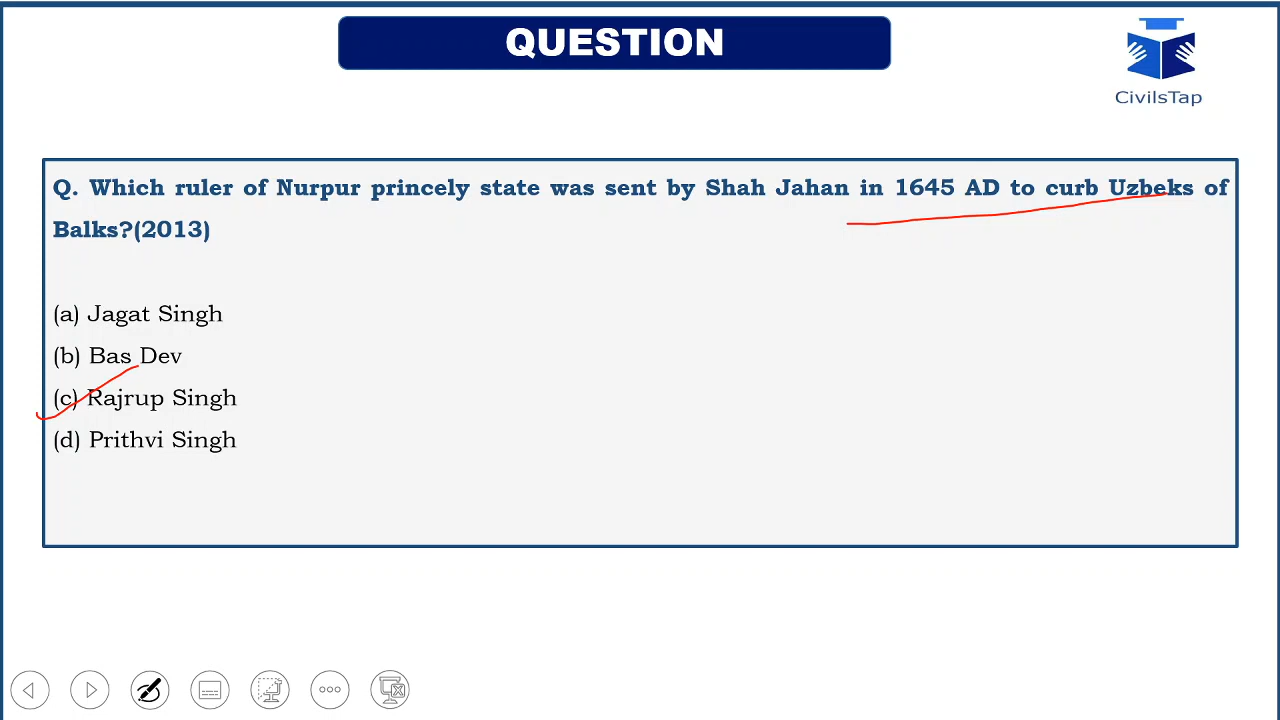 QUESTION
CivilsTap
Q. Which ruler of Nurpur princely state was sent by Shah Jahan in 1645 AD to curb Uzbeks of
Balks?(2013)
(a) Jagat Singh
(b) Bas Dev
(c) Rajrup Singh
(d) Prithvi Singh